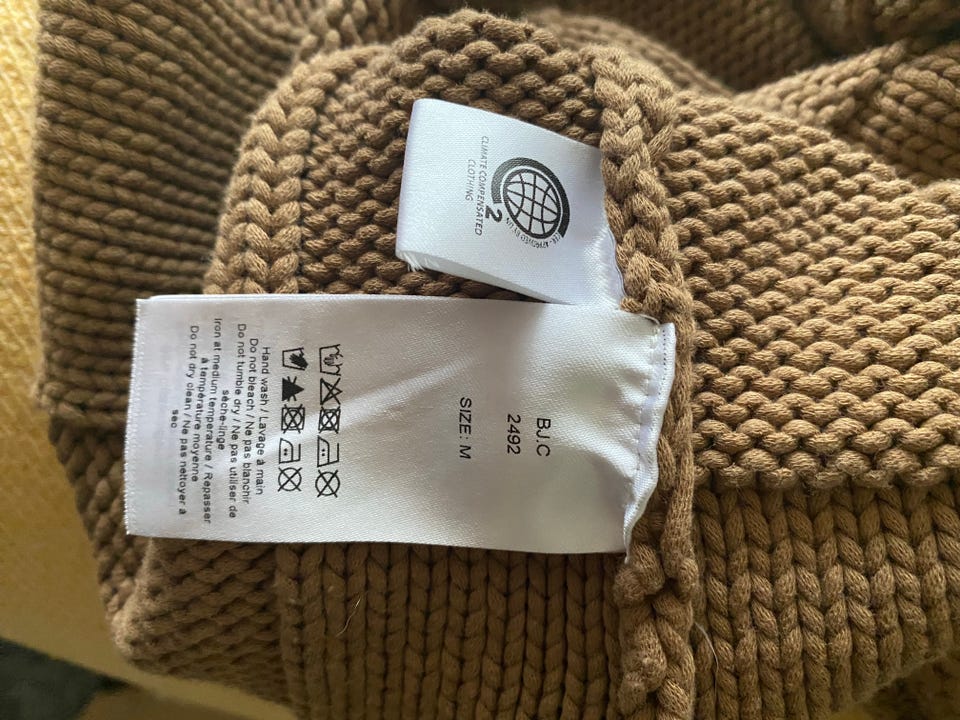 CLIMATE COMPENSATED
CLOTHING
2
BJ.C
2492
SIZE: M
Hand wash / Lavage à main
Do not bleach / Ne pas blanchir
Do not tumble dry / Ne pas utiliser de
sèche-linge
Iron at medium temperature / Repasser
à température moyenne
Do not dry clean / Ne pas nettoyer à
sec